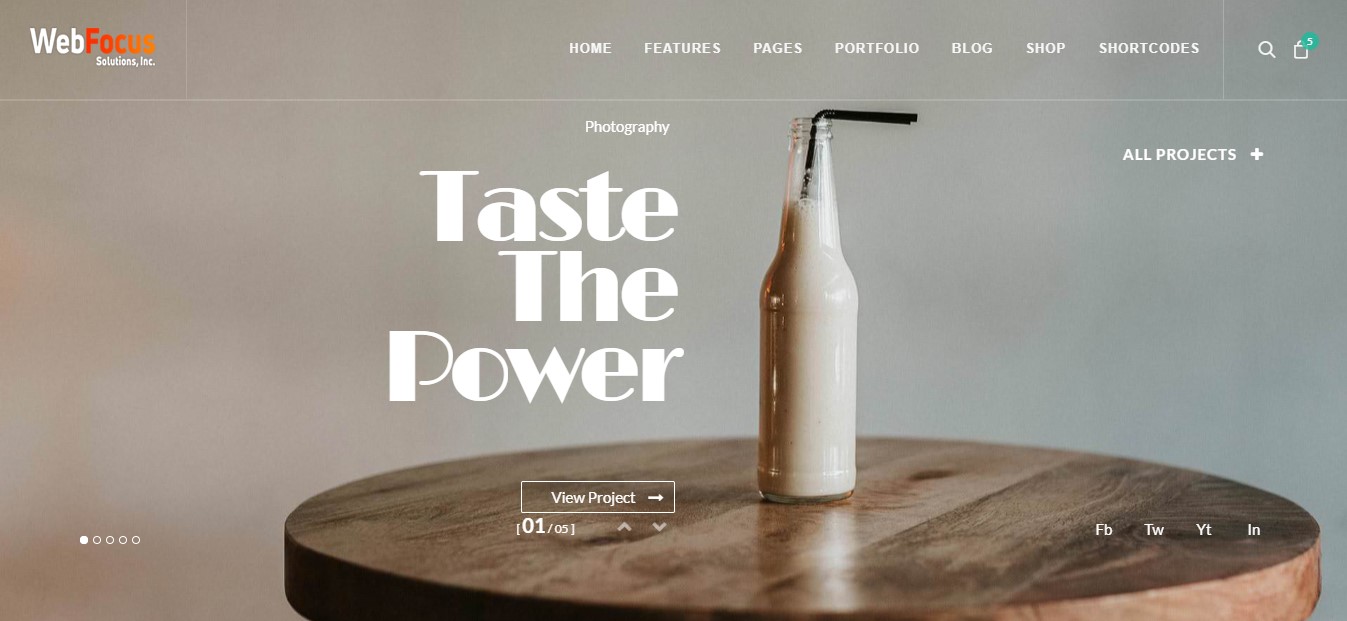 WebFocus
Solutions, Inc.
HOME FEATURES PAGES PORTFOLIO BLOG SHOP SHORTCODES
5
Photography
ALL PROJECTS +
Taste
The
Power
View Project →
[ 01 / 05 ]
Fb Tw Yt In